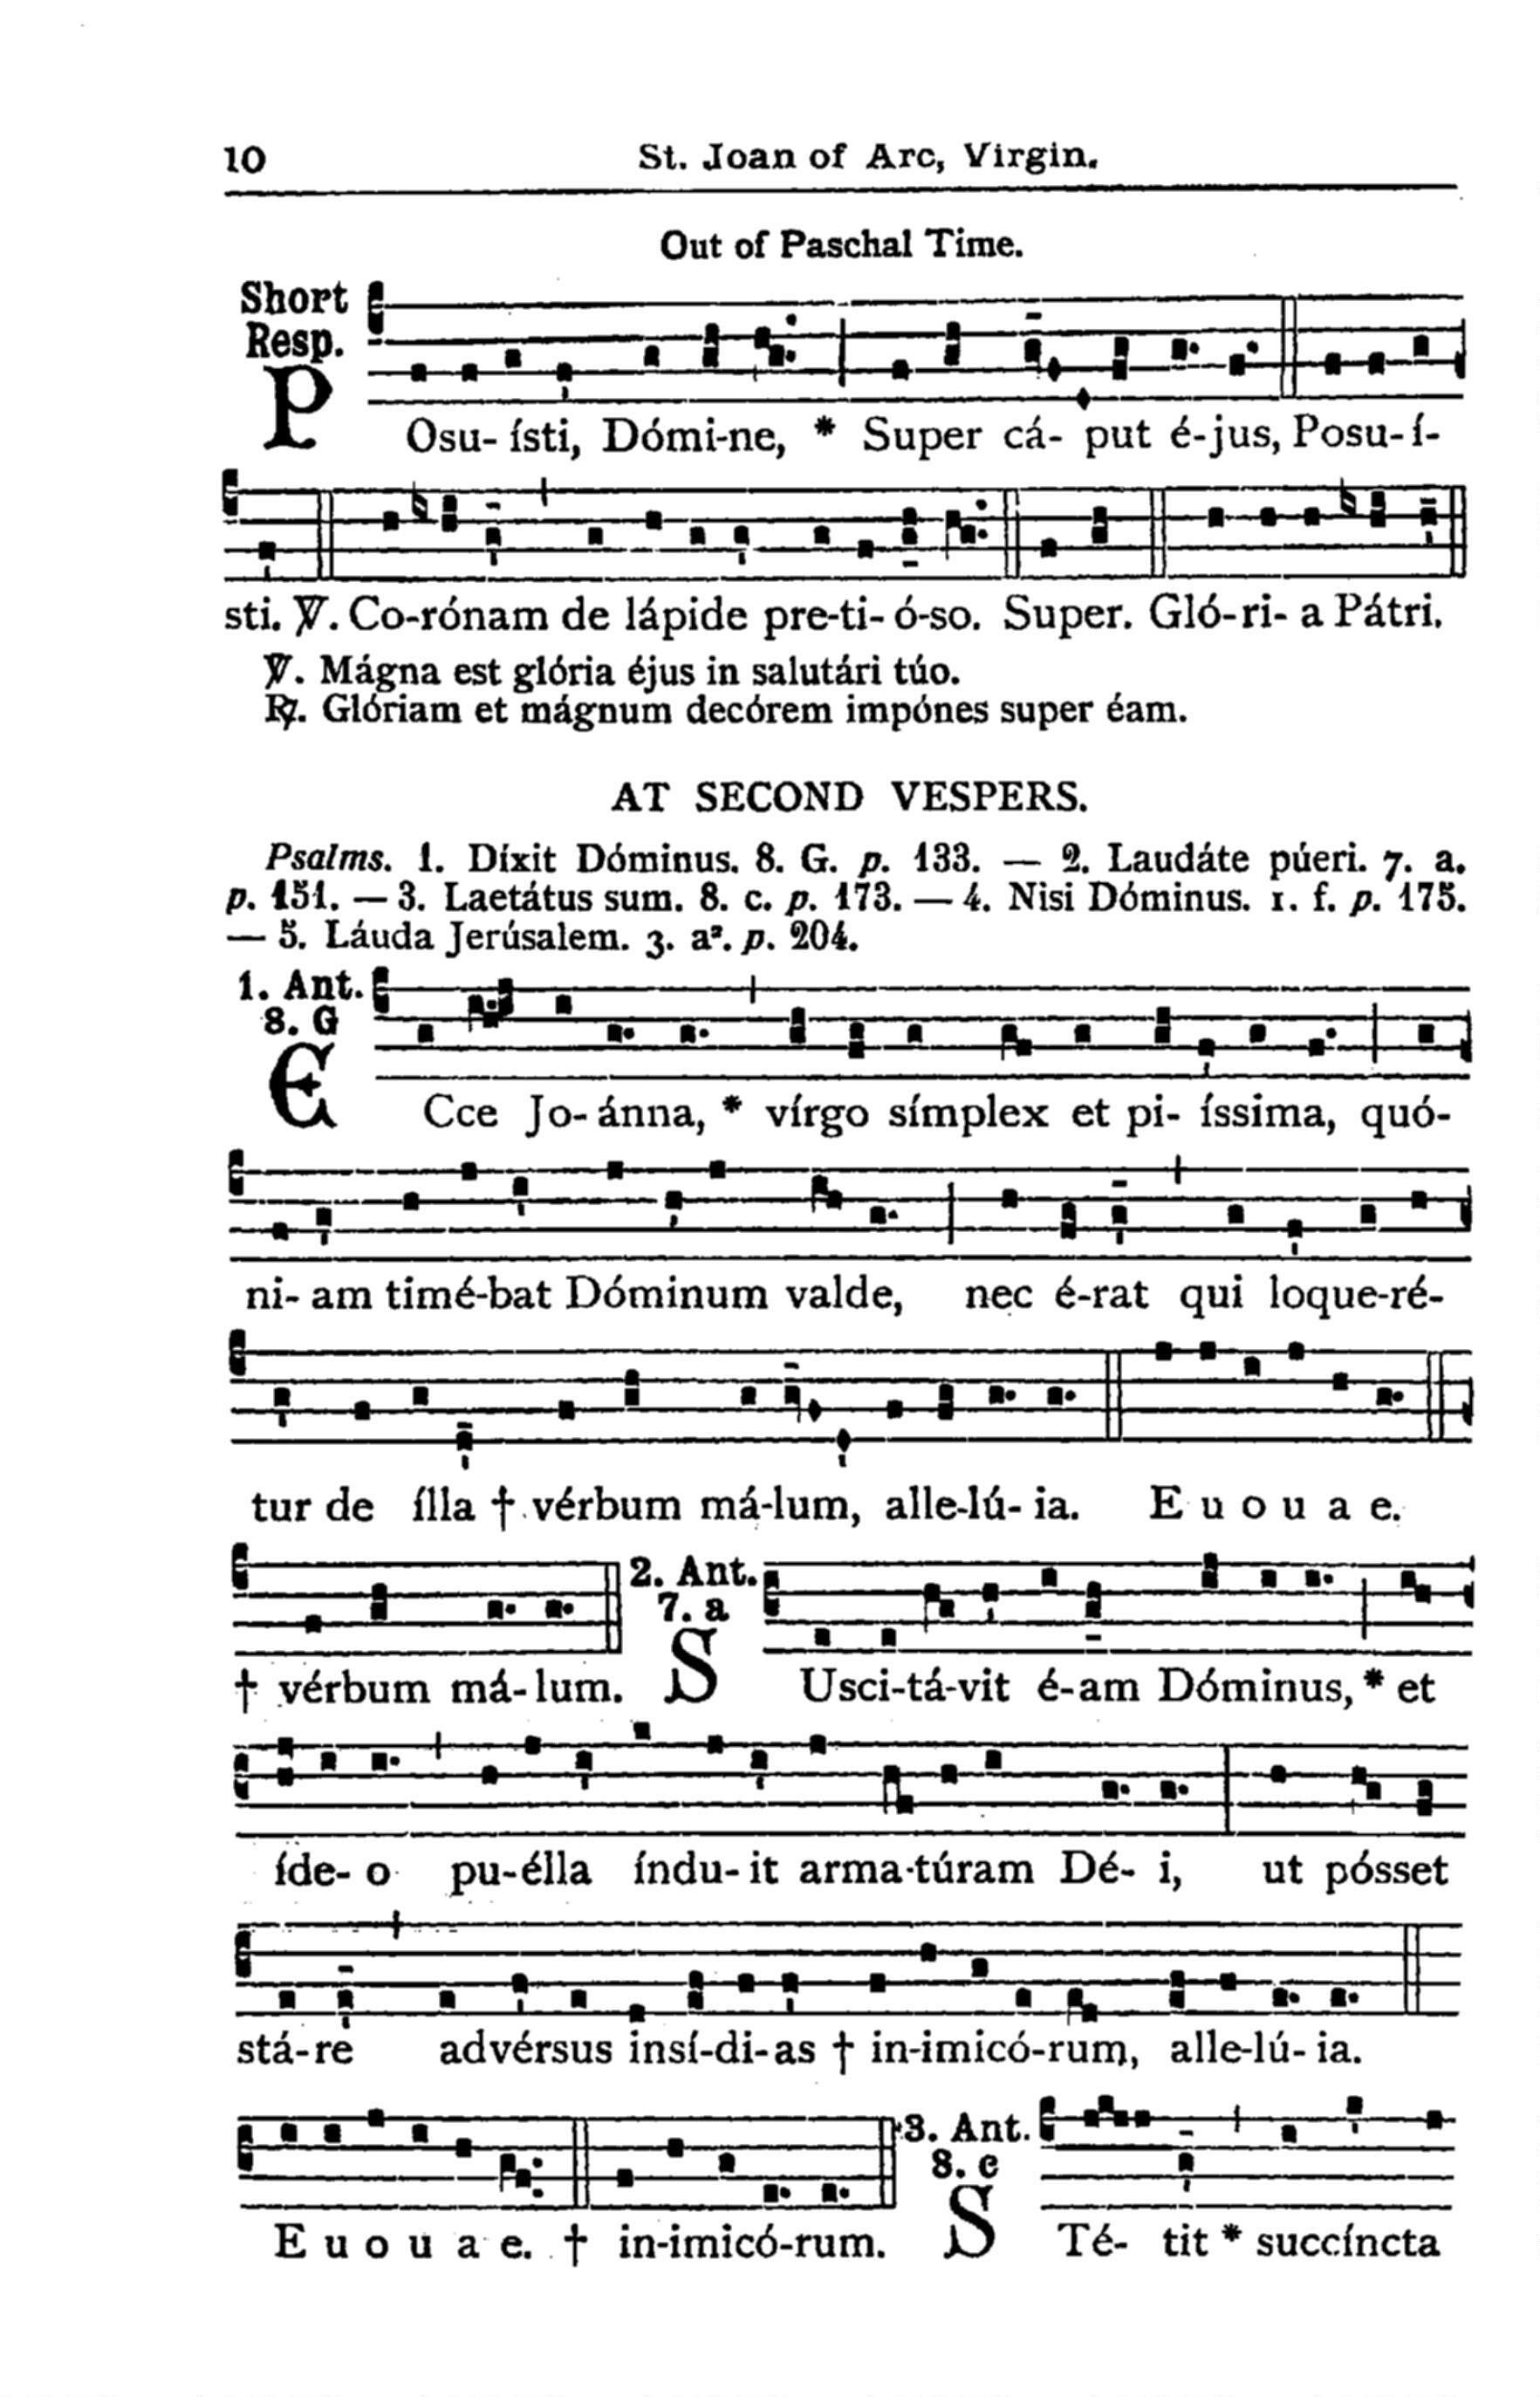 10 St. Joan of Arc, Virgin.
Out of Paschal Time.
Short
Resp.
POsu- ísti, Dómi-ne, * Super cá- put é-jus, Posu- í-
sti. ℣. Co-rónam de lápide pre-ti- ó-so. Super. Gló-ri- a Pátri.
℣. Mágna est glória éjus in salutári túo.
℟. Glóriam et mágnum decórem impónes super éam.
AT SECOND VESPERS.
Psalms. 1. Díxit Dóminus. 8. G. p. 133. — 2. Laudáte púeri. 7. a.
p. 151. — 3. Laetátus sum. 8. c. p. 173. — 4. Nisi Dóminus. 1. f. p. 175.
— 5. Láuda Jerúsalem. 3. a². p. 204.
1. Ant.
8. G
ECce Jo- ánna, * vírgo símplex et pi- íssima, quó-
ni- am timé-bat Dóminum valde, nec é-rat qui loque-ré-
tur de ílla † vérbum má-lum, alle-lú- ia. E u o u a e.
† vérbum má- lum.
2. Ant.
7. a
SUsci-tá-vit é-am Dóminus, * et
íde- o pu-élla índu- it arma-túram Dé- i, ut pósset
stá-re advérsus insí-di- as † in-imicó-rum, alle-lú- ia.
E u o u a e. † in-imicó-rum.
3. Ant.
8. c
STé- tit * succíncta